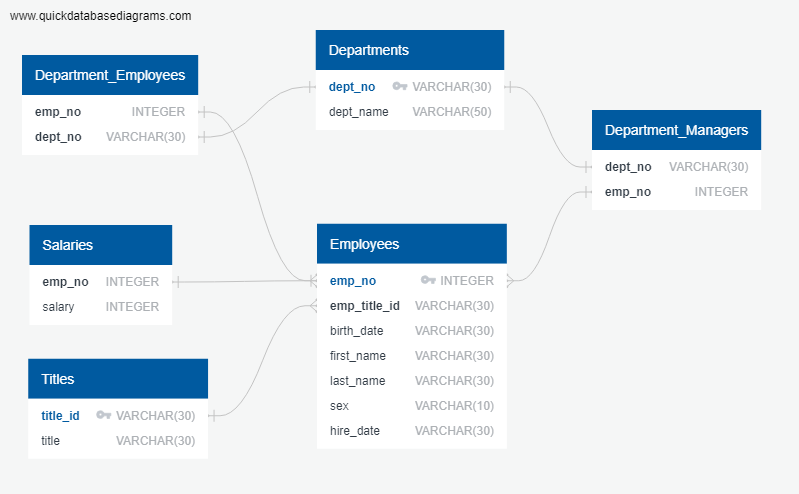 www.quickdatabasediagrams.com
Department_Employees
emp_no INTEGER
dept_no VARCHAR(30)
Departments
dept_no VARCHAR(30)
dept_name VARCHAR(50)
Department_Managers
dept_no VARCHAR(30)
emp_no INTEGER
Salaries
emp_no INTEGER
salary INTEGER
Employees
emp_no INTEGER
emp_title_id VARCHAR(30)
birth_date VARCHAR(30)
first_name VARCHAR(30)
last_name VARCHAR(30)
sex VARCHAR(10)
hire_date VARCHAR(30)
Titles
title_id VARCHAR(30)
title VARCHAR(30)